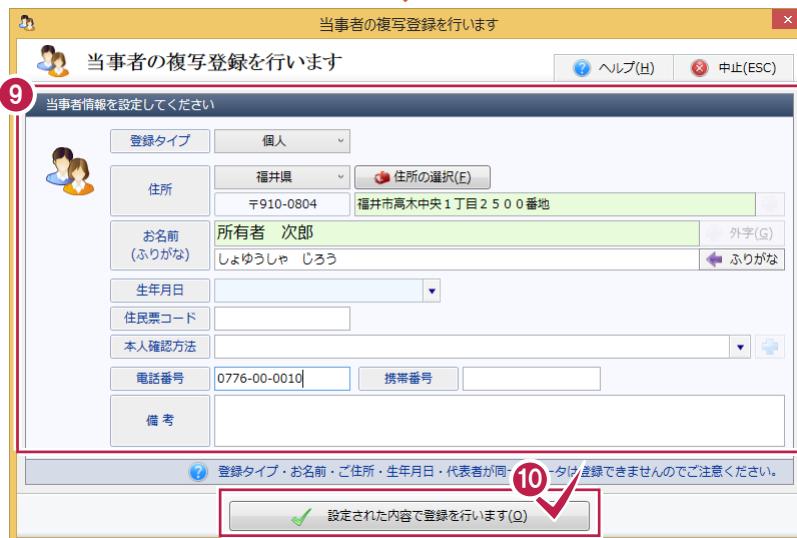 当事者の複写登録を行います
当事者の複写登録を行います
ヘルプ(H) 中止(ESC)
9
当事者情報を設定してください
登録タイプ 個人
住所 福井県 住所の選択(F)
〒910-0804 福井市高木中央1丁目2500番地
お名前 所有者 次郎 外字(G)
(ふりがな) しょゆうしゃ じろう ふりがな
生年月日
住民票コード
本人確認方法
電話番号 0776-00-0010 携帯番号
備考
登録タイプ・お名前・ご住所・生年月日・代表者が同一 ータは登録できませんのでご注意ください。
10
設定された内容で登録を行います(O)